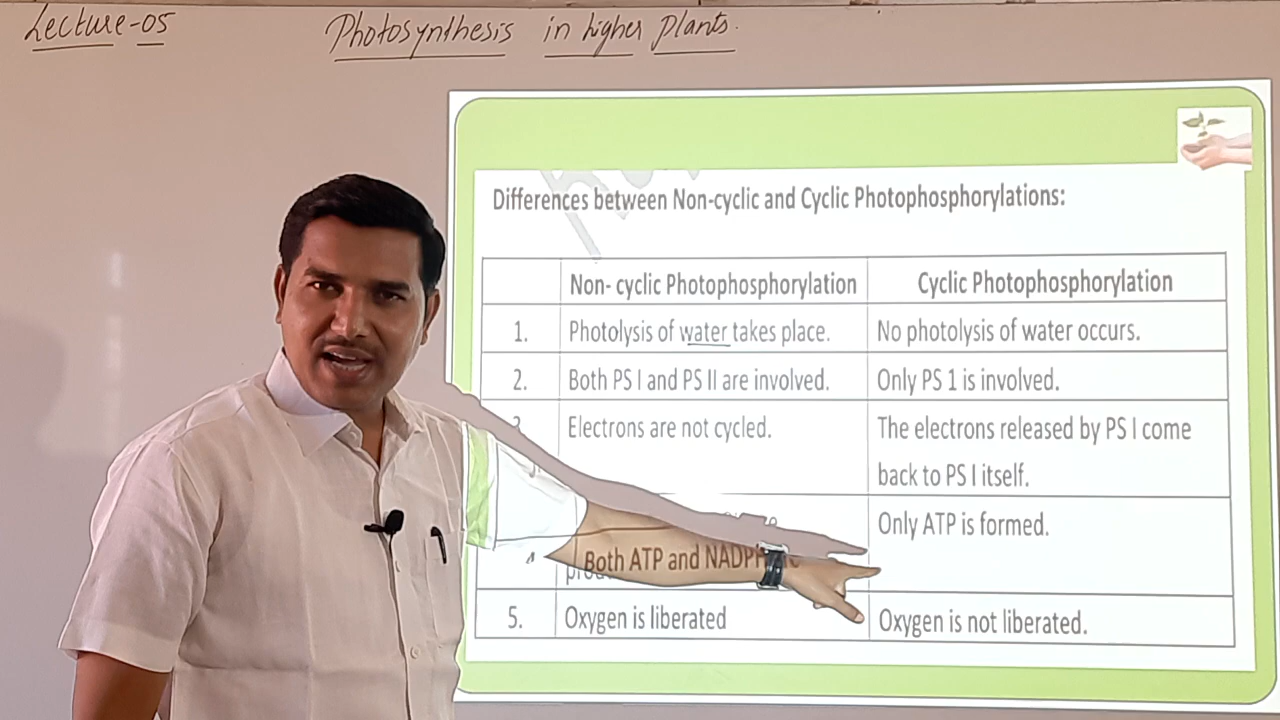 Lecture-05
Photosynthesis in higher plants.
Differences between Non-cyclic and Cyclic Photophosphorylations:
Non- cyclic Photophosphorylation Cyclic Photophosphorylation
1. Photolysis of water takes place. No photolysis of water occurs.
2. Both PS I and PS II are involved. Only PS 1 is involved.
Electrons are not cycled. The electrons released by PS I come
back to PS I itself.
Only ATP is formed.
Both ATP and
5. Oxygen is liberated Oxygen is not liberated.